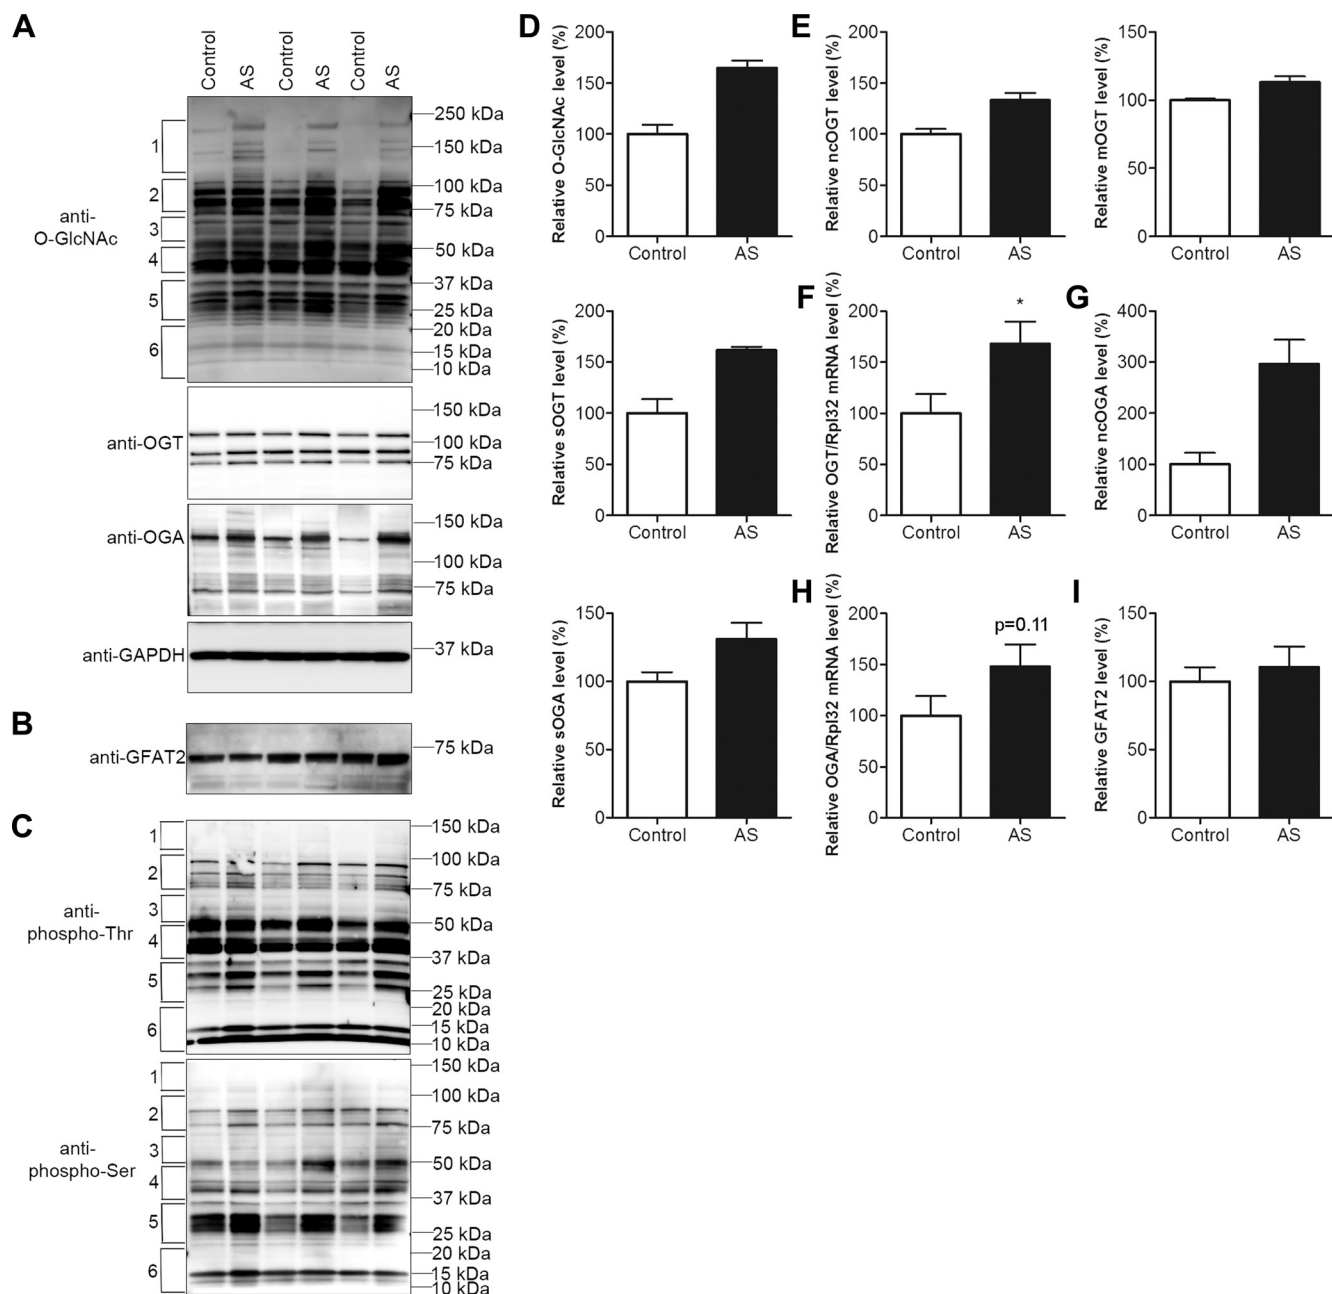 A
Control
AS
Control
AS
Control
AS
250 kDa
1
150 kDa
100 kDa
2
75 kDa
anti-
O-GlcNAc
3
50 kDa
4
37 kDa
5
25 kDa
20 kDa
6
15 kDa
10 kDa
150 kDa
anti-OGT
100 kDa
75 kDa
150 kDa
anti-OGA
100 kDa
75 kDa
anti-GAPDH
37 kDa
B
75 kDa
anti-GFAT2
C
1
150 kDa
100 kDa
2
75 kDa
3
anti-
phospho-Thr
50 kDa
4
37 kDa
5
25 kDa
20 kDa
6
15 kDa
10 kDa
1
150 kDa
100 kDa
2
75 kDa
anti-
phospho-Ser
3
50 kDa
4
37 kDa
5
25 kDa
20 kDa
6
15 kDa
10 kDa
D
Relative O-GlcNAc level (%)
200
150
100
50
0
Control
AS
E
Relative ncOGT level (%)
200
150
100
50
0
Control
AS
Relative mOGT level (%)
150
100
50
0
Control
AS
Relative sOGT level (%)
200
150
100
50
0
Control
AS
F
Relative OGT/Rpl32 mRNA level (%)
200
150
100
50
0
*
Control
AS
G
Relative ncOGA level (%)
400
300
200
100
0
Control
AS
Relative sOGA level (%)
150
100
50
0
Control
AS
H
Relative OGA/Rpl32 mRNA level (%)
200
150
100
50
0
p=0.11
Control
AS
I
Relative GFAT2 level (%)
150
100
50
0
Control
AS